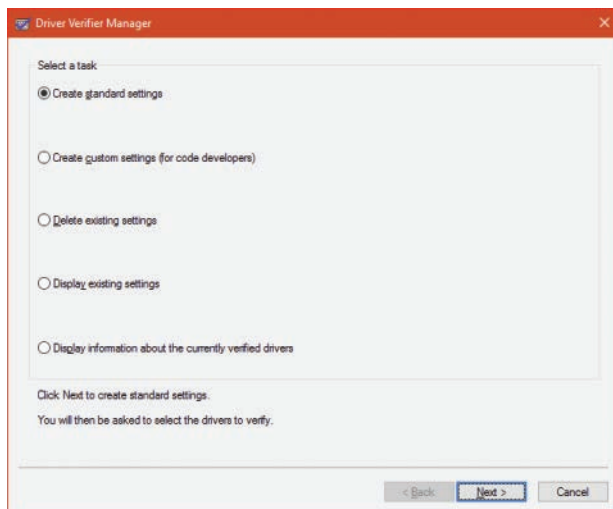 Driver Verifier Manager
Select a task
Create standard settings
Create custom settings (for code developers)
Delete existing settings
Display existing settings
Display information about the currently verified drivers
Click Next to create standard settings.
You will then be asked to select the drivers to verify.
< Back Next > Cancel